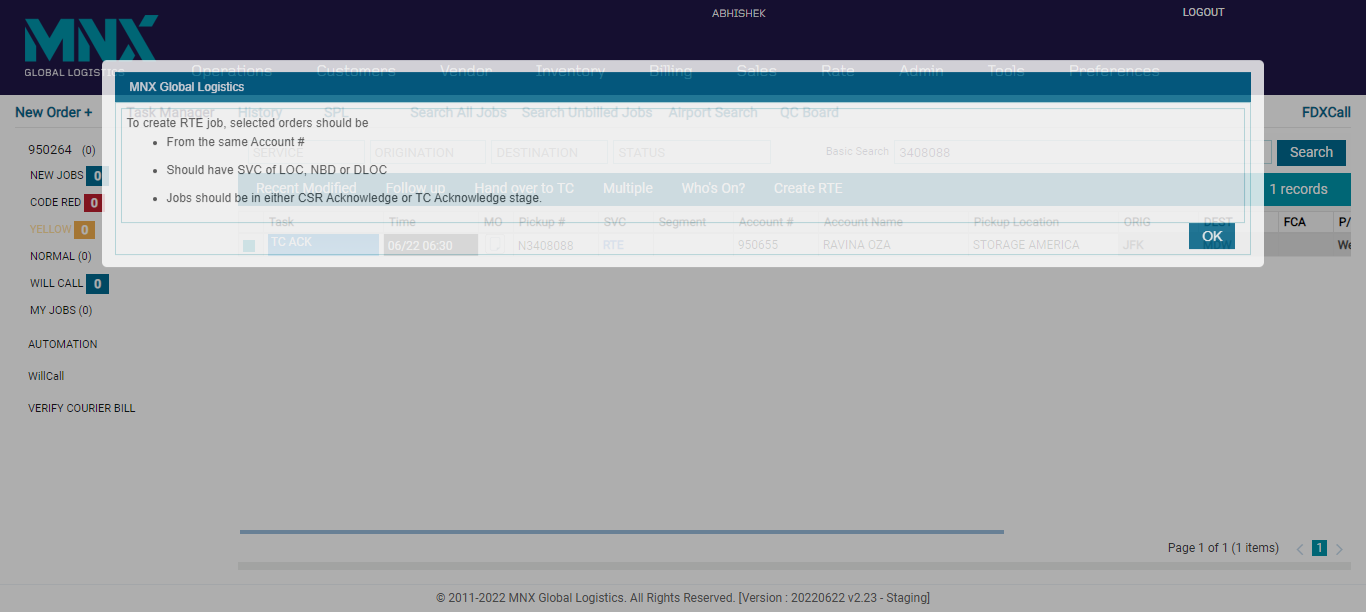 ABHISHEK
LOGOUT
MNX
GLOBAL LOGISTICS
Operations Customers Vendor Inventory Billing Sales Rate Admin Tools Preferences
MNX Global Logistics
New Order + Task Manager History SPL Search All Jobs Search Unbilled Jobs Airport Search QC Board FDXCall
To create RTE job, selected orders should be
From the same Account #
Should have SVC of LOC, NBD or DLOC
Jobs should be in either CSR Acknowledge or TC Acknowledge stage.
OK
950264 (0)
SERVICE ORIGINATION DESTINATION STATUS Basic Search 3408088 Search
NEW JOBS 0
Recent Modified Follow up Hand over to TC Multiple Who's On? Create RTE 1 records
CODE RED 0
YELLOW 0
Task Time MO Pickup # SVC Segment Account # Account Name Pickup Location ORIG DEST FCA P/
TC ACK 06/22 06:30 N3408088 RTE 950655 RAVINA OZA STORAGE AMERICA JFK We
NORMAL (0)
WILL CALL 0
MY JOBS (0)
AUTOMATION
WillCall
VERIFY COURIER BILL
Page 1 of 1 (1 items) 1
© 2011-2022 MNX Global Logistics. All Rights Reserved. [Version : 20220622 v2.23 - Staging]